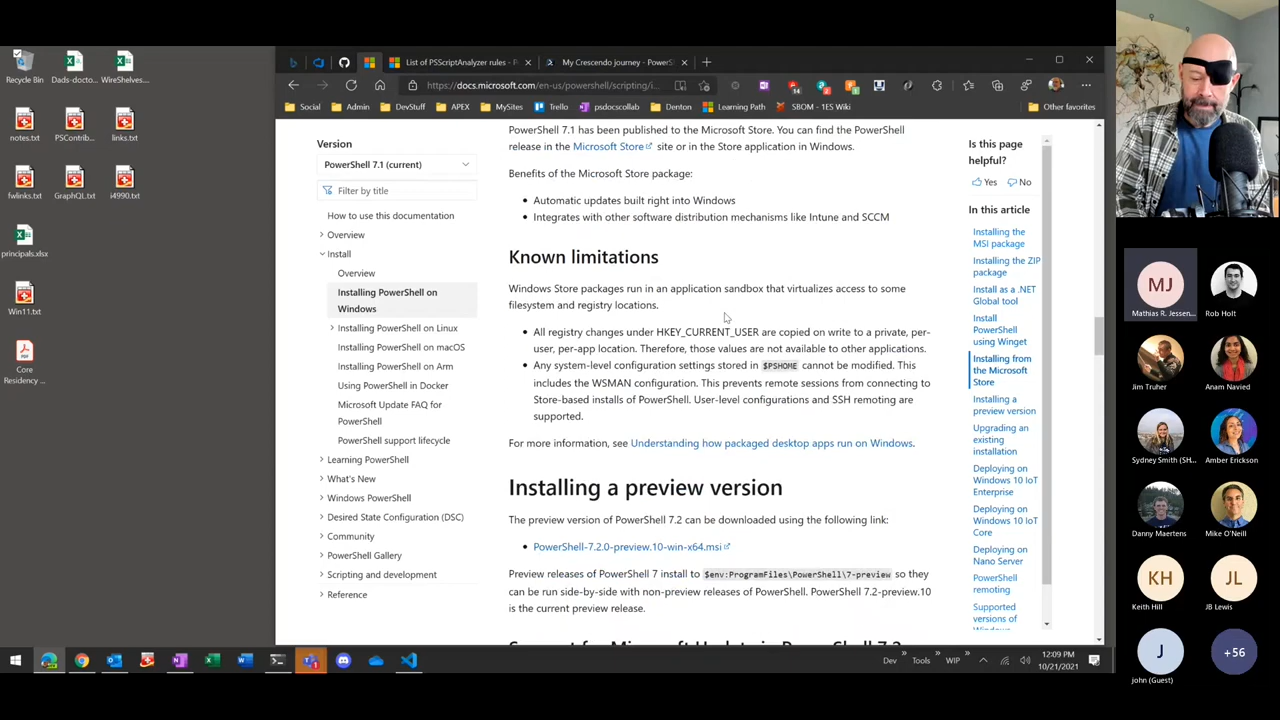 Recycle Bin
Dads-docto...
WireShelves...
notes.txt
PSContrib...
links.txt
fwlinks.txt
GraphQL.txt
i4990.txt
principals.xlsx
Win11.txt
Core
Residency ...
List of PSScriptAnalyzer rules - P
My Crescendo journey - PowerS
https://docs.microsoft.com/en-us/powershell/scripting/i...
Social
Admin
DevStuff
APEX
MySites
Trello
psdocscollab
Denton
Learning Path
SBOM - 1ES Wiki
Other favorites
Version
PowerShell 7.1 (current)
Filter by title
How to use this documentation
Overview
Install
Overview
Installing PowerShell on
Windows
Installing PowerShell on Linux
Installing PowerShell on macOS
Installing PowerShell on Arm
Using PowerShell in Docker
Microsoft Update FAQ for
PowerShell
PowerShell support lifecycle
Learning PowerShell
What's New
Windows PowerShell
Desired State Configuration (DSC)
Community
PowerShell Gallery
Scripting and development
Reference
PowerShell 7.1 has been published to the Microsoft Store. You can find the PowerShell
release in the Microsoft Store site or in the Store application in Windows.
Benefits of the Microsoft Store package:
• Automatic updates built right into Windows
• Integrates with other software distribution mechanisms like Intune and SCCM
Known limitations
Windows Store packages run in an application sandbox that virtualizes access to some
filesystem and registry locations.
• All registry changes under HKEY_CURRENT_USER are copied on write to a private, per-
user, per-app location. Therefore, those values are not available to other applications.
• Any system-level configuration settings stored in $PSHOME cannot be modified. This
includes the WSMAN configuration. This prevents remote sessions from connecting to
Store-based installs of PowerShell. User-level configurations and SSH remoting are
supported.
For more information, see Understanding how packaged desktop apps run on Windows.
Installing a preview version
The preview version of PowerShell 7.2 can be downloaded using the following link:
• PowerShell-7.2.0-preview.10-win-x64.msi
Preview releases of PowerShell 7 install to $env:ProgramFiles\PowerShell\7-preview so they
can be run side-by-side with non-preview releases of PowerShell. PowerShell 7.2-preview.10
is the current preview release.
Support for Microsoft Update in PowerShell 7.2
Is this page
helpful?
Yes
No
In this article
Installing the
MSI package
Installing the ZIP
package
Install as a .NET
Global tool
Install
PowerShell
using Winget
Installing from
the Microsoft
Store
Installing a
preview version
Upgrading an
existing
installation
Deploying on
Windows 10 IoT
Enterprise
Deploying on
Windows 10 IoT
Core
Deploying on
Nano Server
PowerShell
remoting
Supported
versions of
Windows
Dev
Tools
WIP
12:09 PM
10/21/2021
MJ
Mathias R. Jessen...
Rob Holt
Jim Truher
Anam Navied
Sydney Smith (SH...
Amber Erickson
Danny Maertens
Mike O'Neill
KH
Keith Hill
JL
JB Lewis
J
john (Guest)
+56